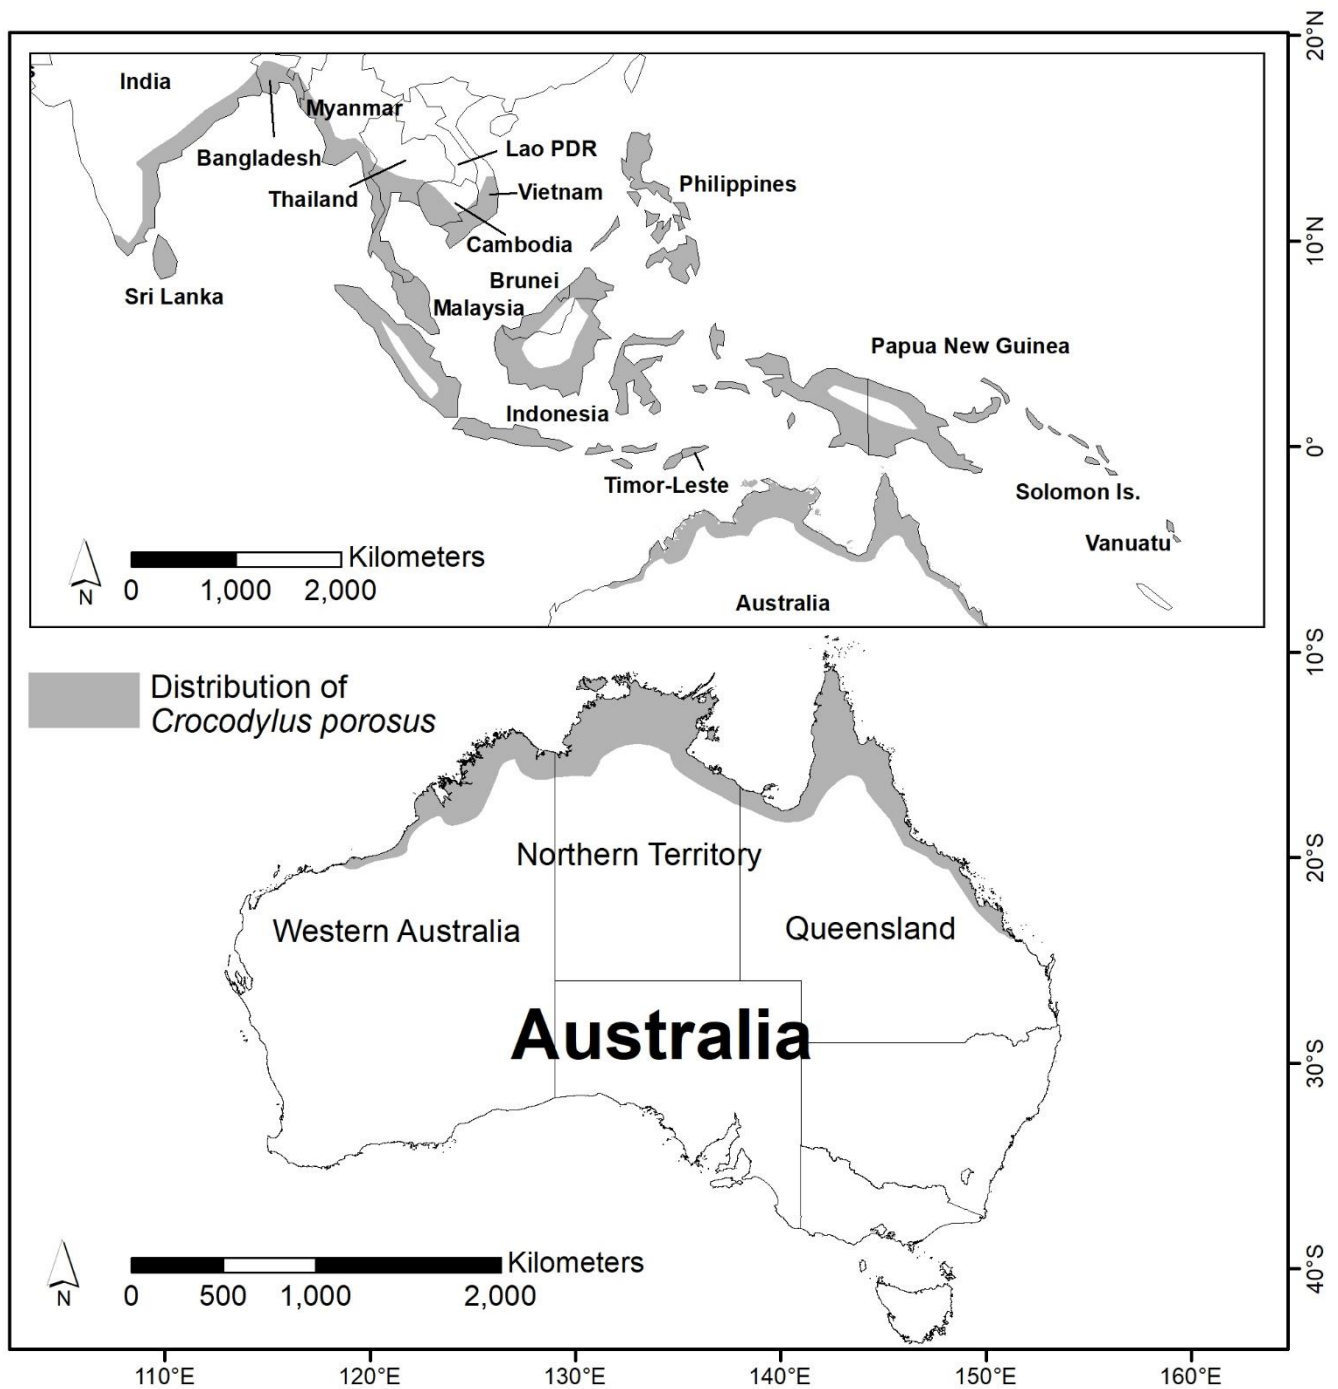 India
Myanmar
Bangladesh
Lao PDR
Thailand
Vietnam
Philippines
Cambodia
Sri Lanka
Brunei
Malaysia
Papua New Guinea
Indonesia
Timor-Leste
Solomon Is.
Vanuatu
Australia
Kilometers
0 1,000 2,000
N
Distribution of
Crocodylus porosus
Northern Territory
Western Australia
Queensland
Australia
Kilometers
0 500 1,000 2,000
N
20°N
10°N
0°
10°S
20°S
30°S
40°S
110°E 120°E 130°E 140°E 150°E 160°E